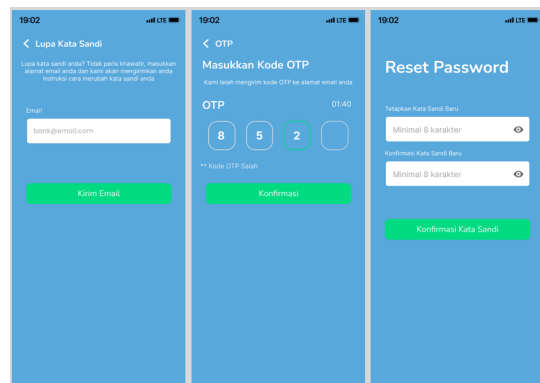 19:02
LTE
Lupa Kata Sandi
Lupa kata sandi anda? Tidak perlu khawatir, masukkan
alamat email anda dan kami akan mengirimkan anda
instruksi cara merubah kata sandi anda
Email
bank@email.com
Kirim Email
19:02
LTE
OTP
Masukkan Kode OTP
Kami telah mengirim kode OTP ke alamat email anda
OTP 01:40
8 5 2
** Kode OTP Salah
Konfirmasi
19:02
LTE
Reset Password
Tetapkan Kata Sandi Baru
Minimal 8 karakter
Konfirmasi Kata Sandi Baru
Minimal 8 karakter
Konfirmasi Kata Sandi